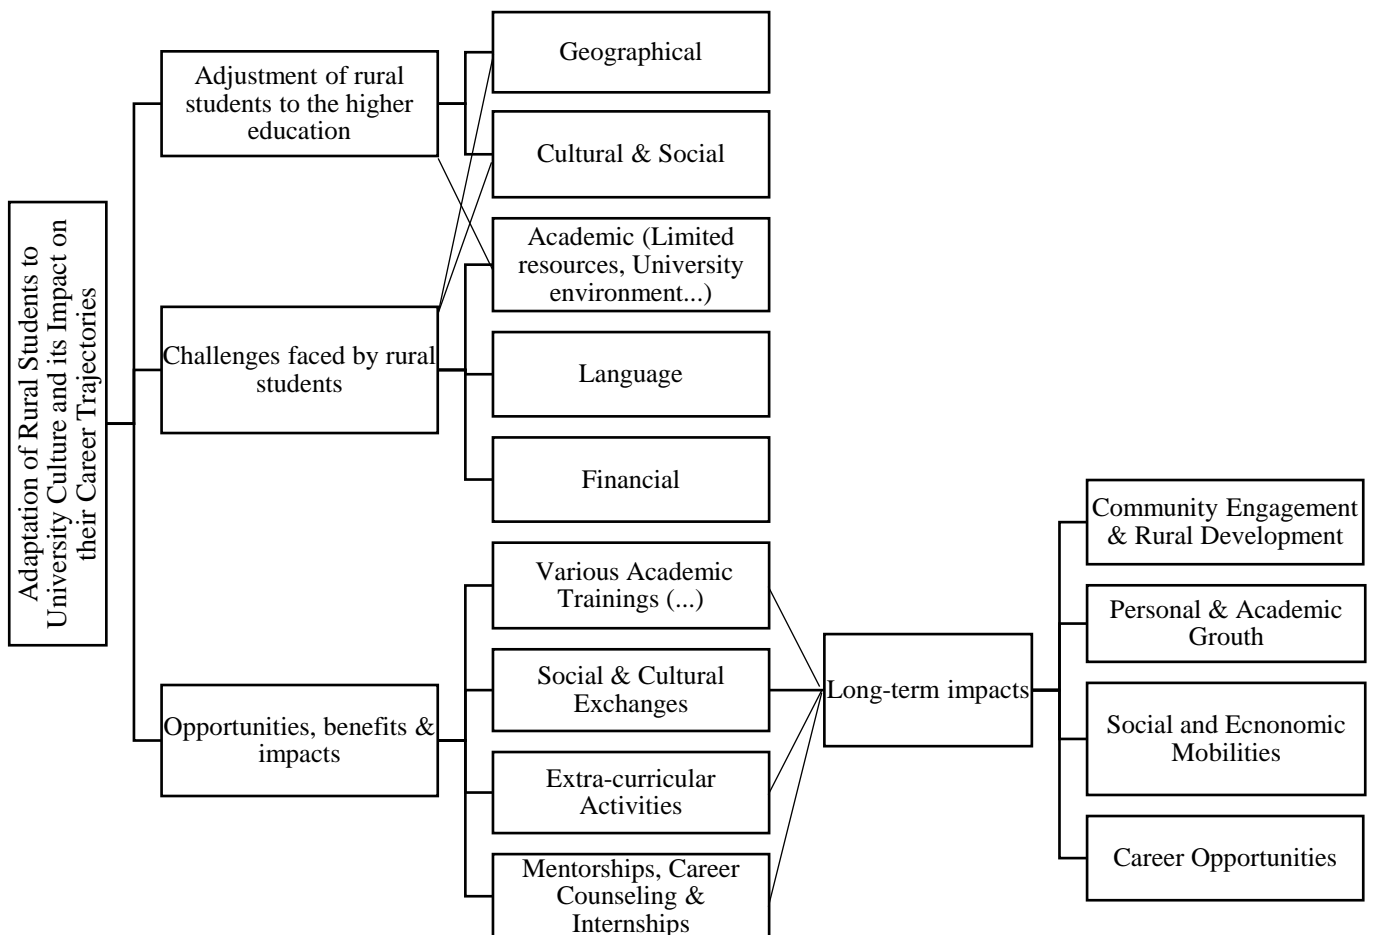 Adaptation of Rural Students to
University Culture and its Impact on
their Career Trajectories
Adjustment of rural
students to the higher
education
Challenges faced by rural
students
Opportunities, benefits &
impacts
Geographical
Cultural & Social
Academic (Limited
resources, University
environment...)
Language
Financial
Various Academic
Trainings (...)
Social & Cultural
Exchanges
Extra-curricular
Activities
Mentorships, Career
Counseling &
Internships
Long-term impacts
Community Engagement
& Rural Development
Personal & Academic
Grouth
Social and Ecnonomic
Mobilities
Career Opportunities